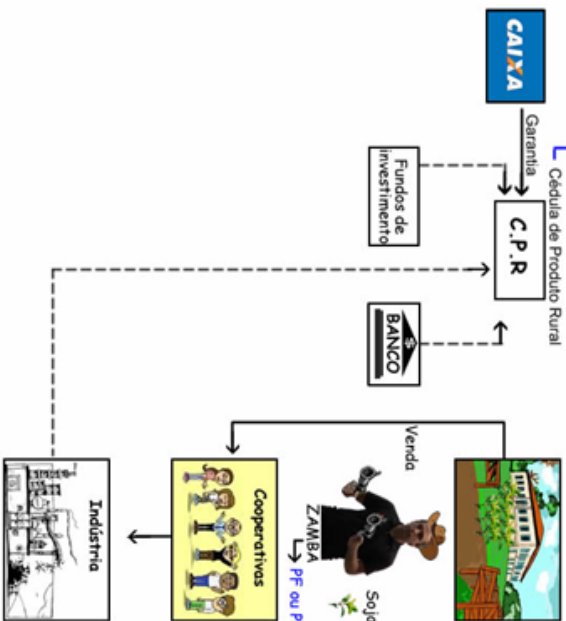 Cédula de Produto Rural
CAIXA
Garantia
C.P.R
Fundos de
investimento
BANCO
Venda
ZAMBA
Soja
PF ou P
Cooperativas
Indústria